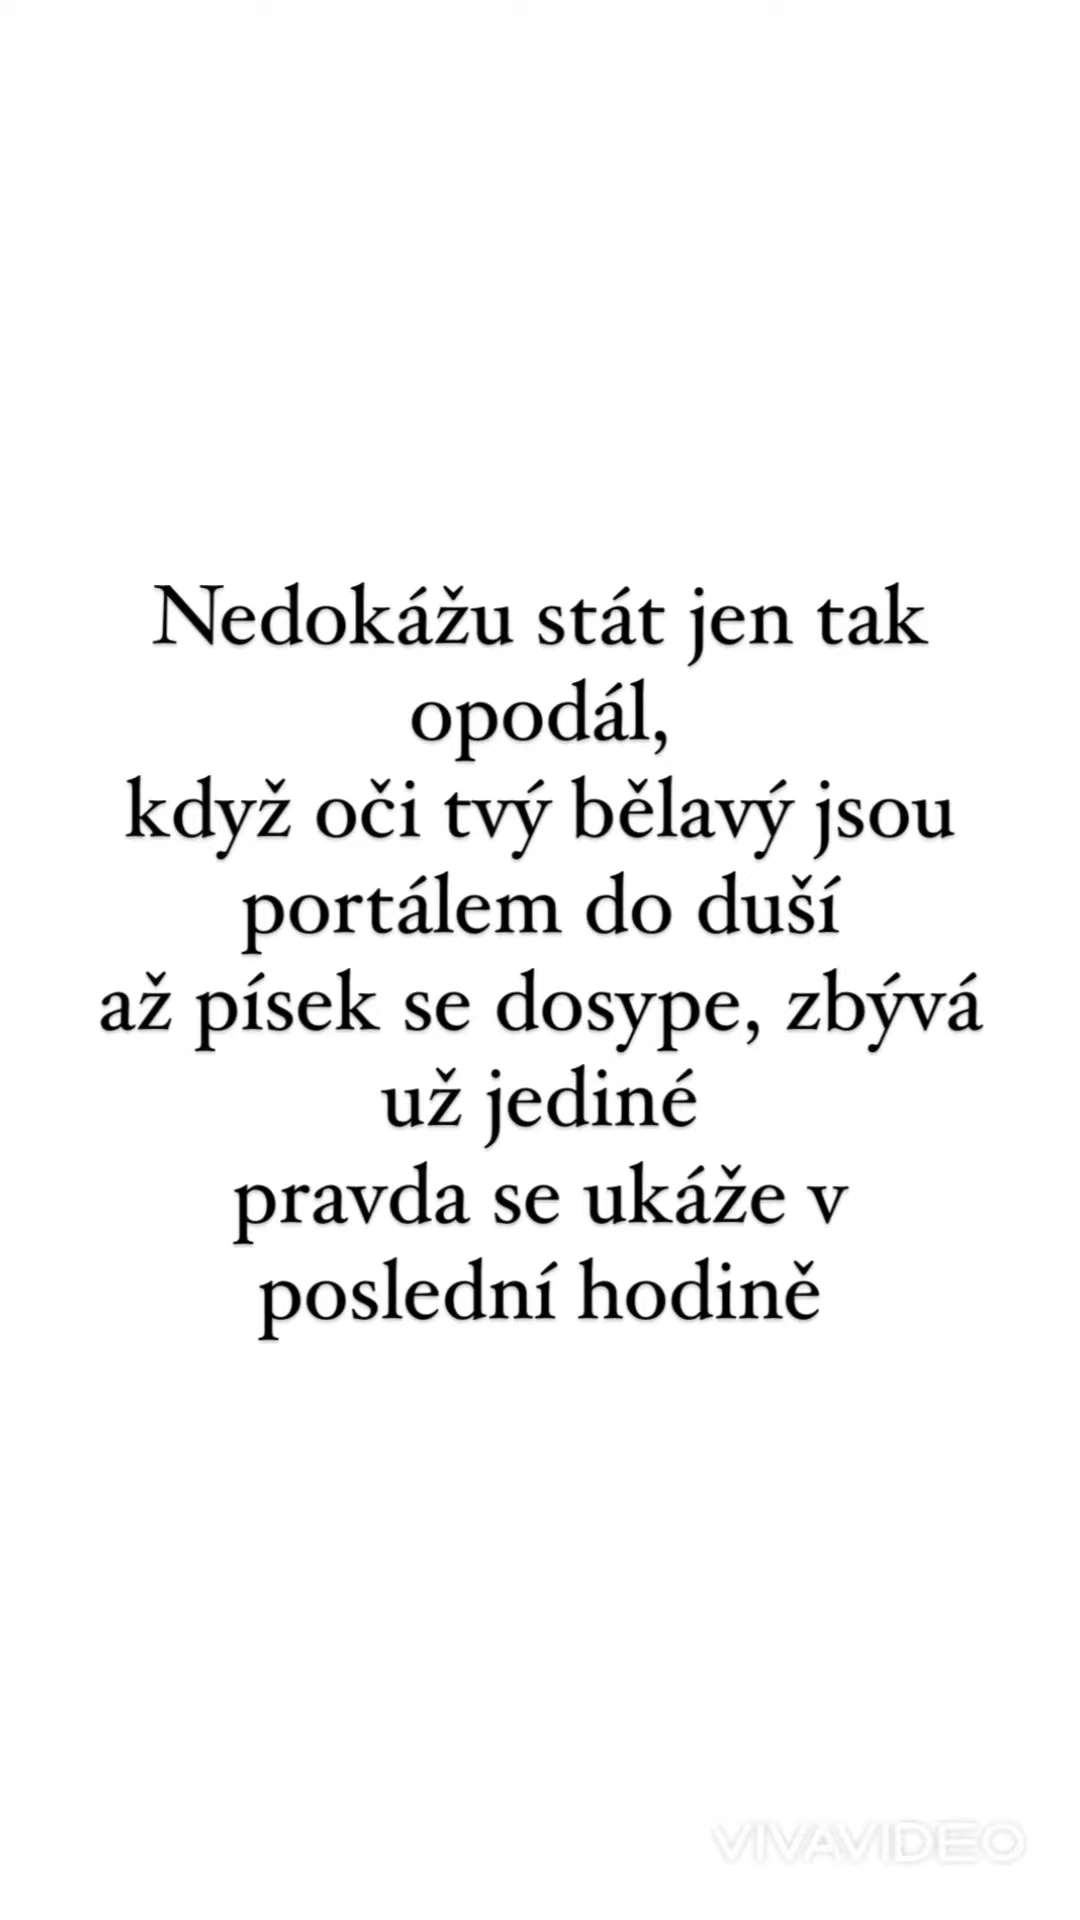 Nedokážu stát jen tak
opodál,
když oči tvý bělavý jsou
portálem do duší
až písek se dosype, zbývá
už jediné
pravda se ukáže v
poslední hodině
VIVAVIDEO